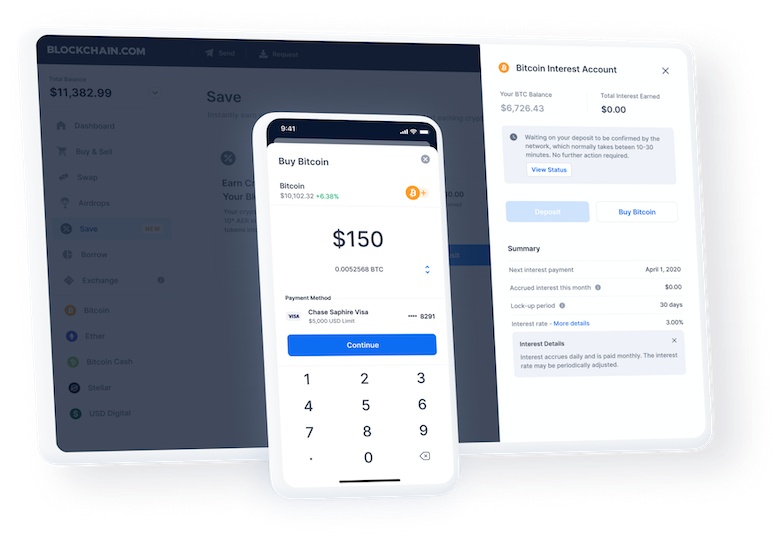 BLOCKCHAIN.COM
Send
Request
Total Balance
$11,382.99
Dashboard
Buy & Sell
Swap
Airdrops
Save
NEW
Borrow
Exchange
Bitcoin
Ether
Bitcoin Cash
Stellar
USD Digital
Save
Instantly
Earn Cr
Your Bi
Your cryp
9:41
Buy Bitcoin
Bitcoin
$10,102.32 +6.38%
$150
0.0052568 BTC
Payment Method
VISA
Chase Saphire Visa
$5,000 USD Limit
•••• 8291
Continue
1 2 3
4 5 6
7 8 9
. 0
Bitcoin Interest Account
Your BTC Balance
$6,726.43
Total Interest Earned
$0.00
Waiting on your deposit to be confirmed by the
network, which normally takes beteen 10-30
minutes. No further action required.
View Status
Deposit
Buy Bitcoin
Summary
Next interest payment
April 1, 2020
Accrued interest this month
$0.00
Lock-up period
30 days
Interest rate - More details
3.00%
Interest Details
Interest accrues daily and is paid monthly. The interest
rate may be periodically adjusted.